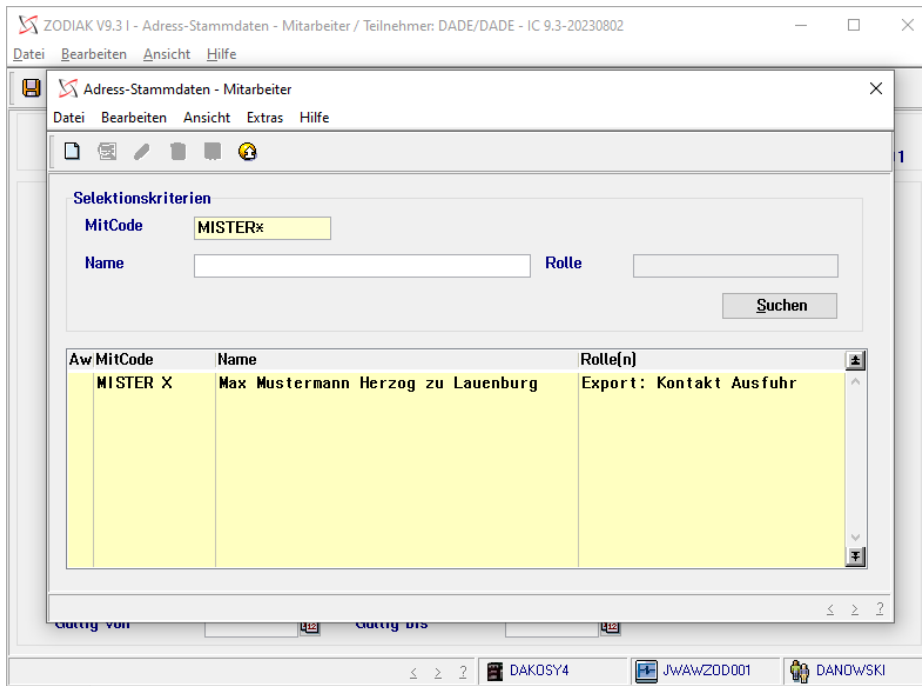 ZODIAK V9.3 I - Adress-Stammdaten - Mitarbeiter / Teilnehmer: DADE/DADE - IC 9.3-20230802
Datei Bearbeiten Ansicht Hilfe
Adress-Stammdaten - Mitarbeiter
Datei Bearbeiten Ansicht Extras Hilfe
Selektionskriterien
MitCode MISTER*
Name Rolle
Suchen
Aw MitCode Name Rolle(n)
MISTER X Max Mustermann Herzog zu Lauenburg Export: Kontakt Ausfuhr
< > ?
Gültig von Gültig bis
< > ? DAKOSY4 JWAWZOD001 DANOWSKI